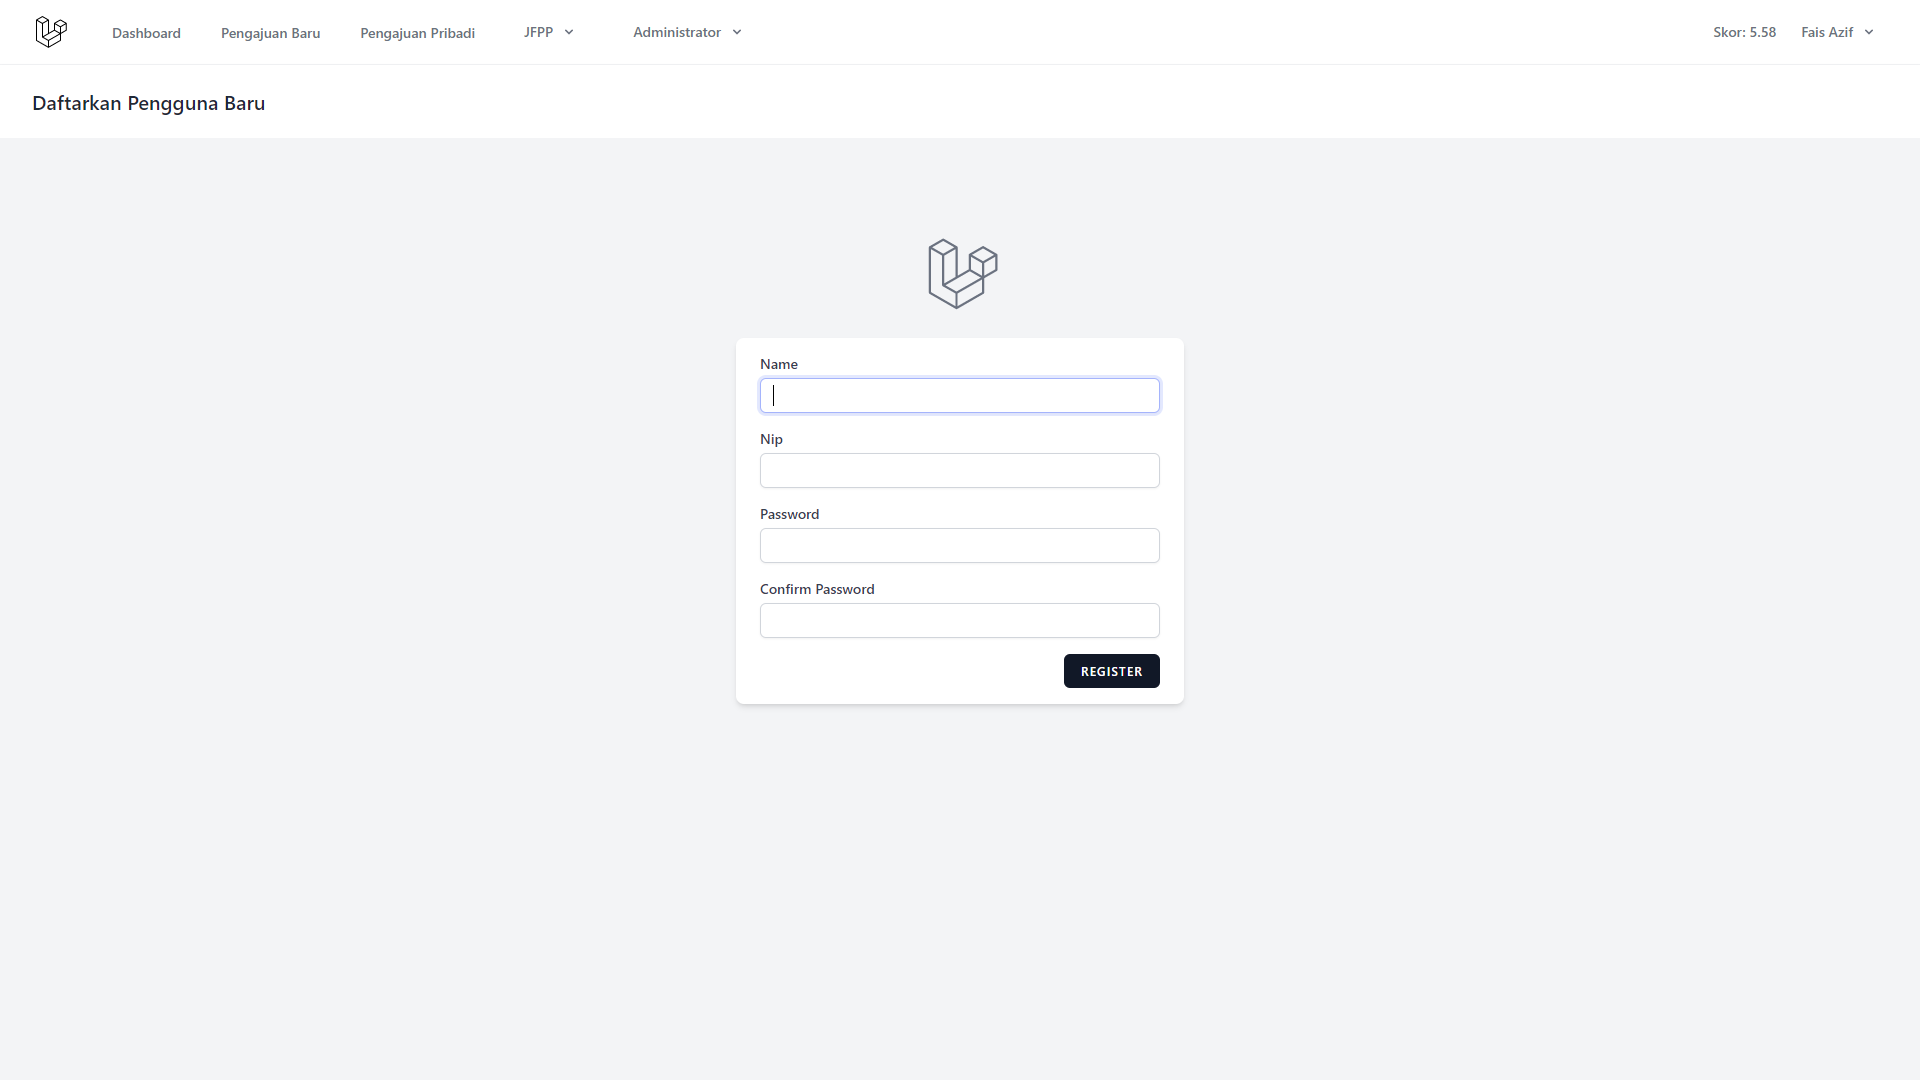 Dashboard Pengajuan Baru Pengajuan Pribadi JFPP Administrator Skor: 5.58 Fais Azif
Daftarkan Pengguna Baru
Name
Nip
Password
Confirm Password
REGISTER